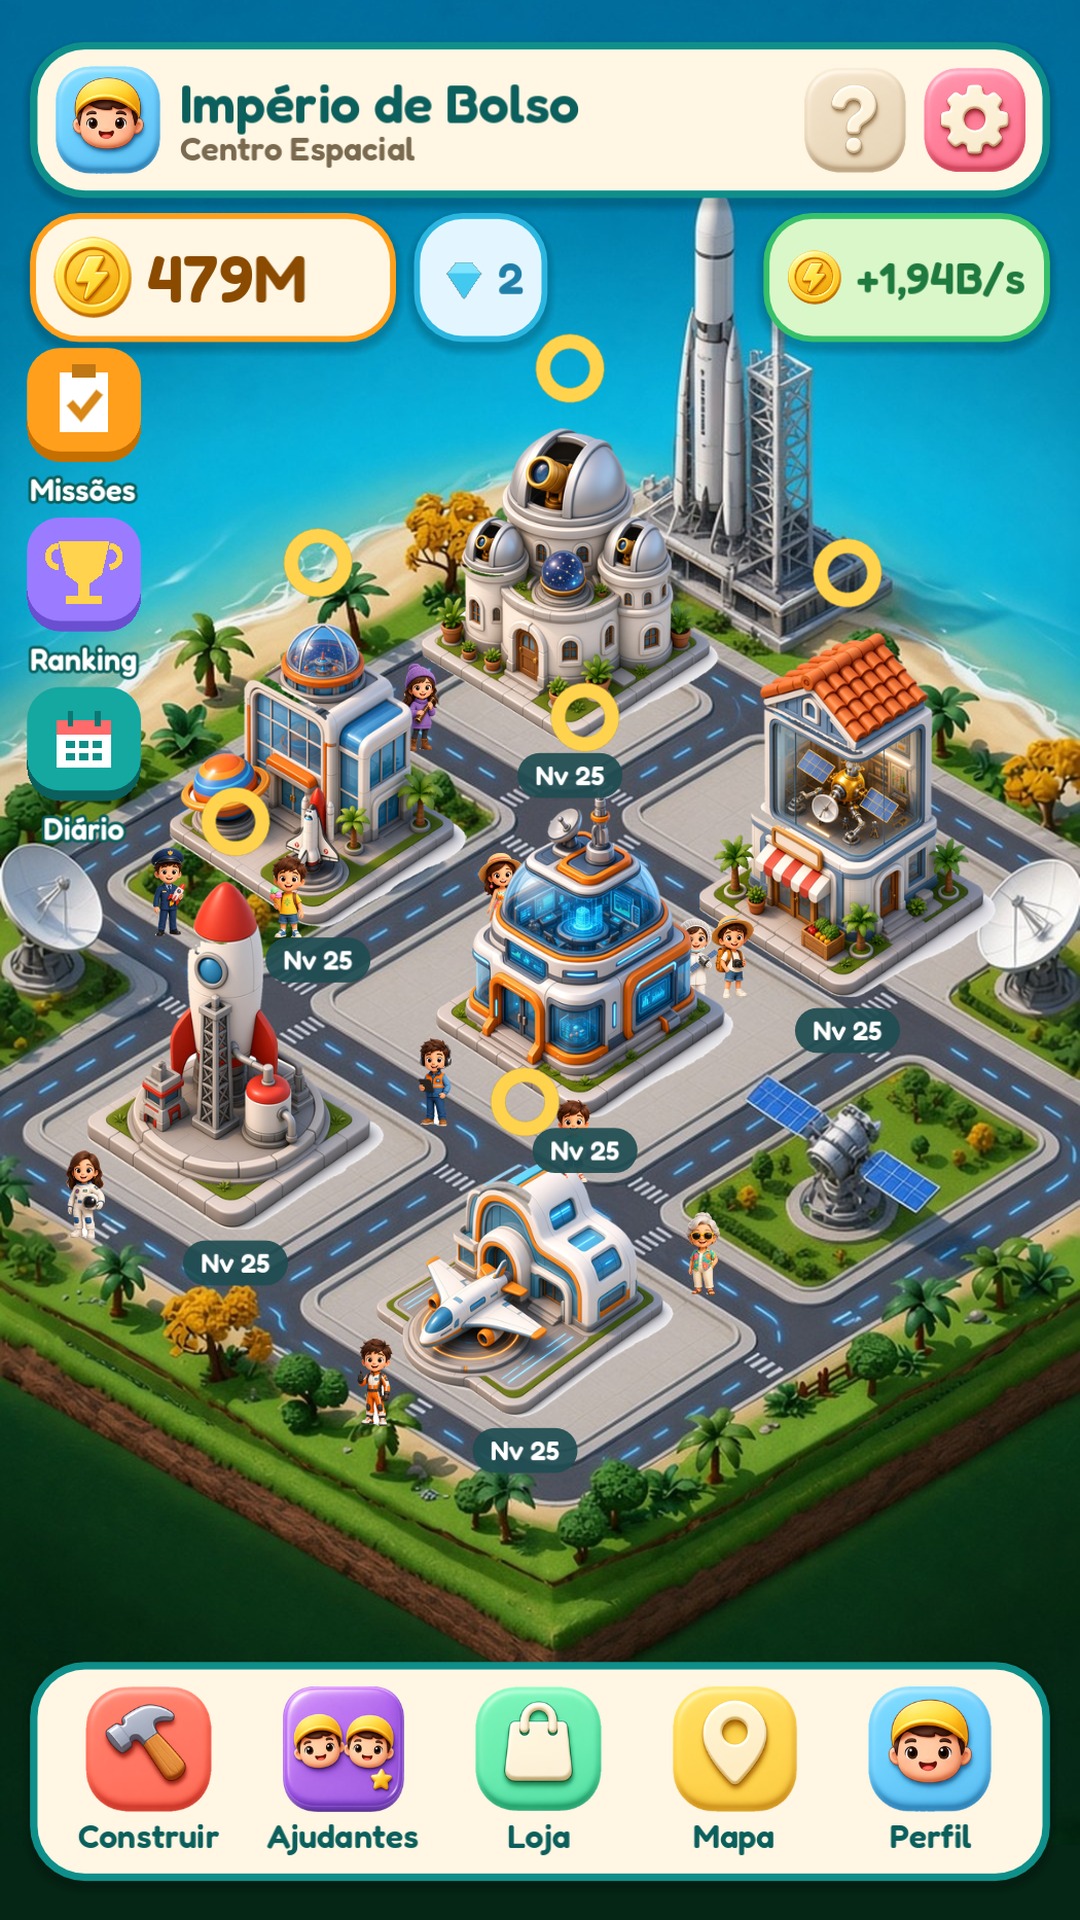 Império de Bolso
Centro Espacial
479M
2
+1,94B/s
Missões
Ranking
Diário
Nv 25
Nv 25
Nv 25
Nv 25
Nv 25
Nv 25
Construir
Ajudantes
Loja
Mapa
Perfil